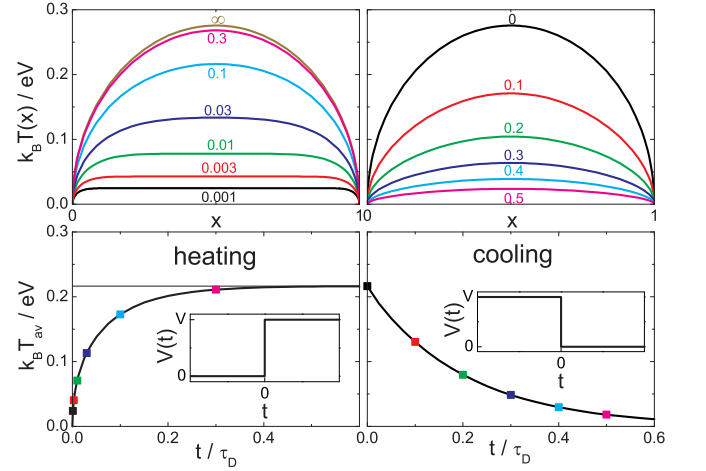 0.3
∞
0.3
0
0.2
0.1
0.1
0.03
0.2
0.1
0.01
0.3
0.003
0.4
0.001
0.5
0.0
k_B T(x) / eV
0
x
1
0
x
1
0.3
heating
cooling
0.2
V
V(t)
0
0
t
V
V(t)
0
0
t
0.1
0.0
k_B T_av / eV
0.0
0.2
0.4
0.0
0.2
0.4
0.6
t / τ_D
t / τ_D